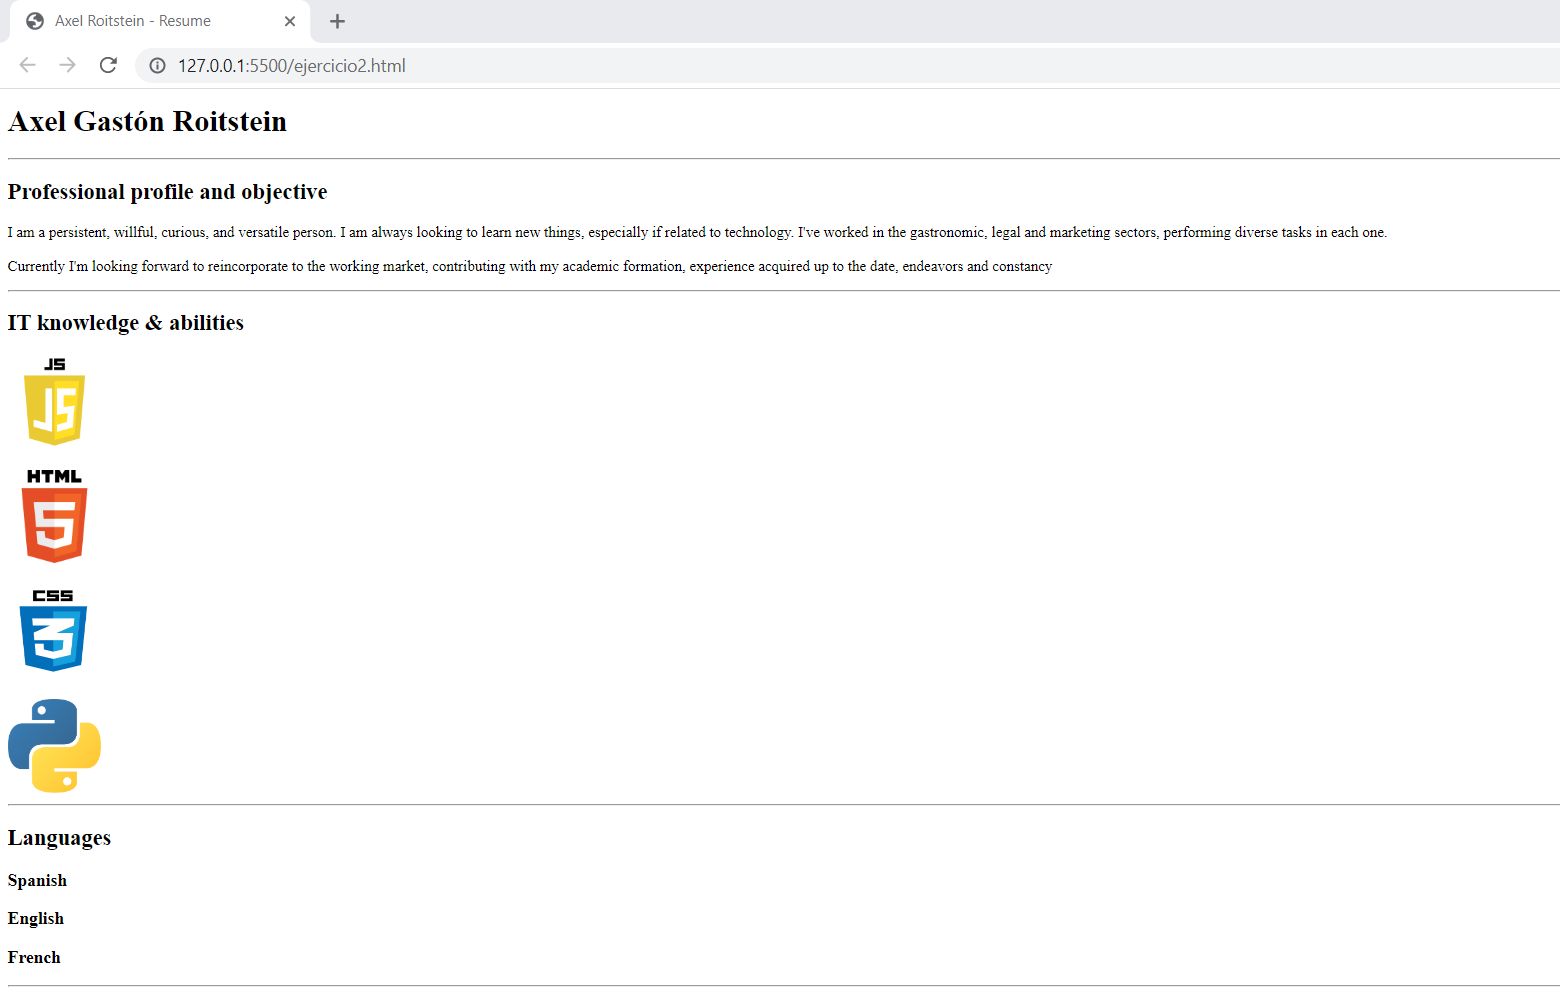 Axel Roitstein - Resume
127.0.0.1:5500/ejercicio2.html
Axel Gastón Roitstein
Professional profile and objective
I am a persistent, willful, curious, and versatile person. I am always looking to learn new things, especially if related to technology. I've worked in the gastronomic, legal and marketing sectors, performing diverse tasks in each one.
Currently I'm looking forward to reincorporate to the working market, contributing with my academic formation, experience acquired up to the date, endeavors and constancy
IT knowledge & abilities
JS
JS
HTML
5
CSS
3
Languages
Spanish
English
French